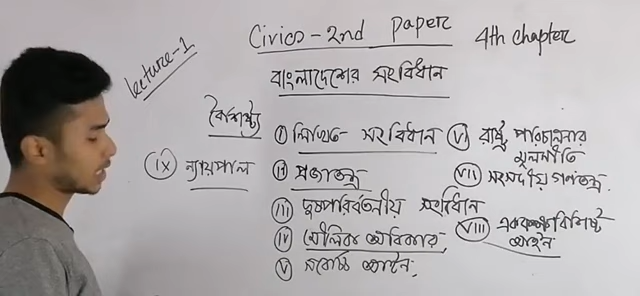 lecture-1
Civics - 2nd Paper 4th chapter
বাংলাদেশের সংবিধান
বৈশিষ্ট্য
(i) লিখিত সংবিধান
(ii) প্রজাতন্ত্র
(iii) দুষ্পরিবর্তনীয় সংবিধান
(iv) মৌলিক অধিকার,
(v) সর্বোচ্চ আইন,
(vi) রাষ্ট্র পরিচালনার
মূলনীতি
(vii) সংসদীয় গণতন্ত্র.
(viii) এককক্ষবিশিষ্ট
আইন
(ix) ন্যায়পাল